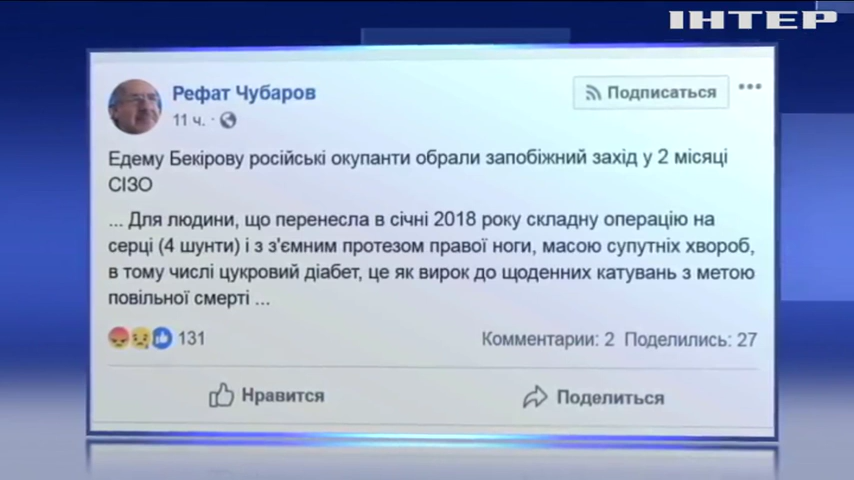 ІНТЕР
Рефат Чубаров
Подписаться
11 ч.
Едему Бекірову російські окупанти обрали запобіжний захід у 2 місяці
СІЗО
... Для людини, що перенесла в січні 2018 року складну операцію на
серці (4 шунти) і з з'ємним протезом правої ноги, масою супутніх хвороб,
в тому числі цукровий діабет, це як вирок до щоденних катувань з метою
повільної смерті ...
131
Комментарии: 2 Поделились: 27
Нравится
Поделиться